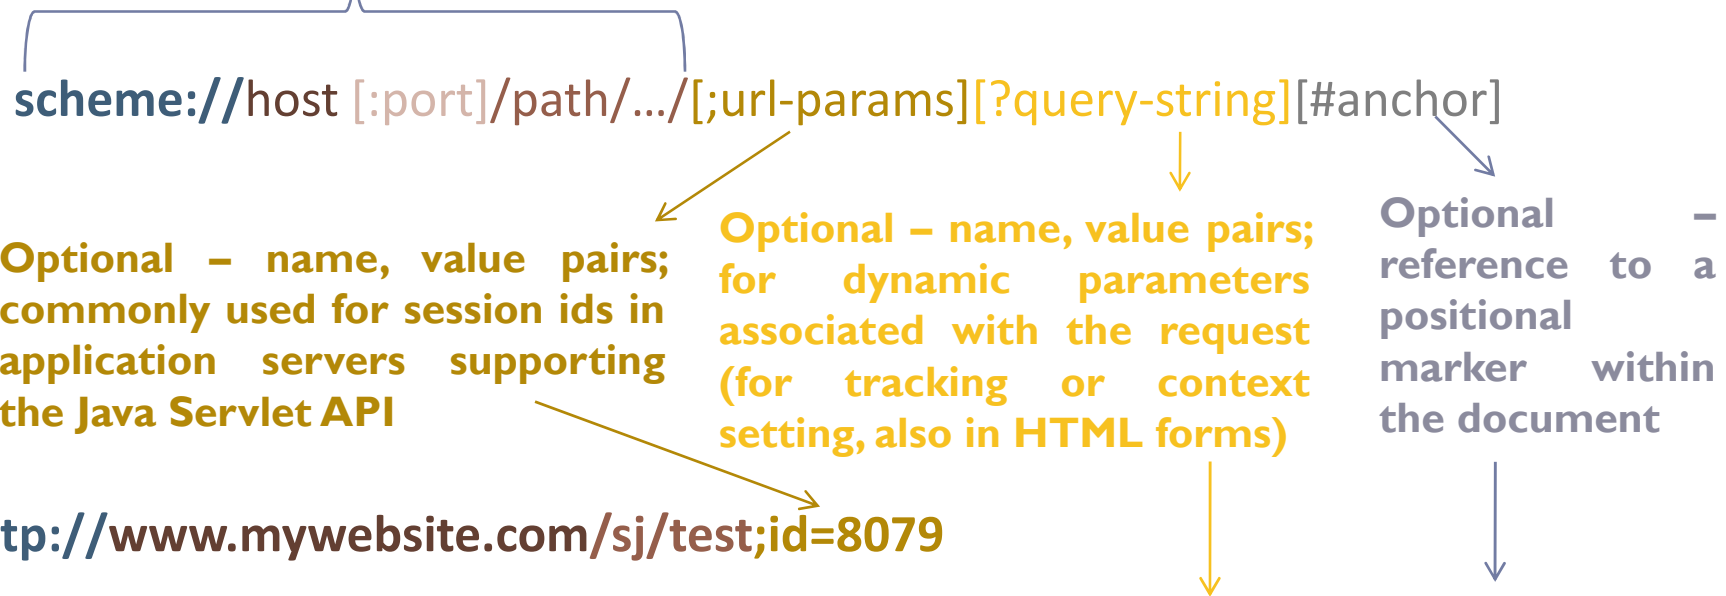 scheme://host [:port]/path/…/[;url-params][?query-string][#anchor]
Optional – name, value pairs;
commonly used for session ids in
application servers supporting
the Java Servlet API
Optional – name, value pairs;
for dynamic parameters
associated with the request
(for tracking or context
setting, also in HTML forms)
Optional –
reference to a
positional
marker within
the document
tp://www.mywebsite.com/sj/test;id=8079